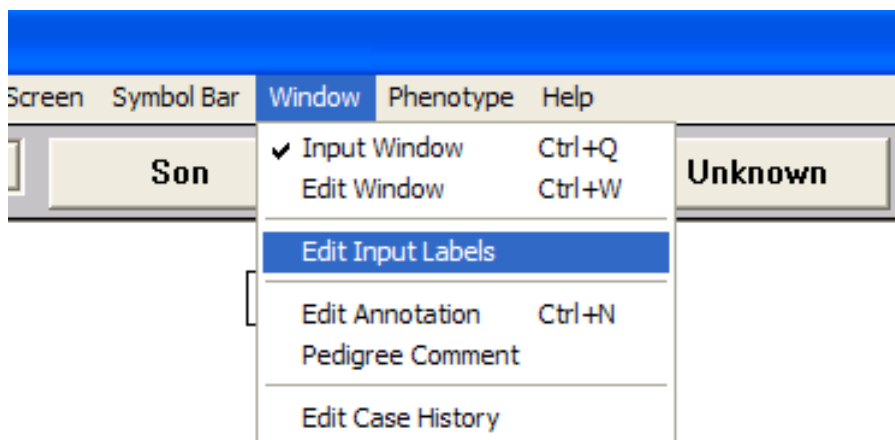 Screen Symbol Bar Window Phenotype Help
Son Unknown
Input Window Ctrl+Q
Edit Window Ctrl+W
Edit Input Labels
Edit Annotation Ctrl+N
Pedigree Comment
Edit Case History